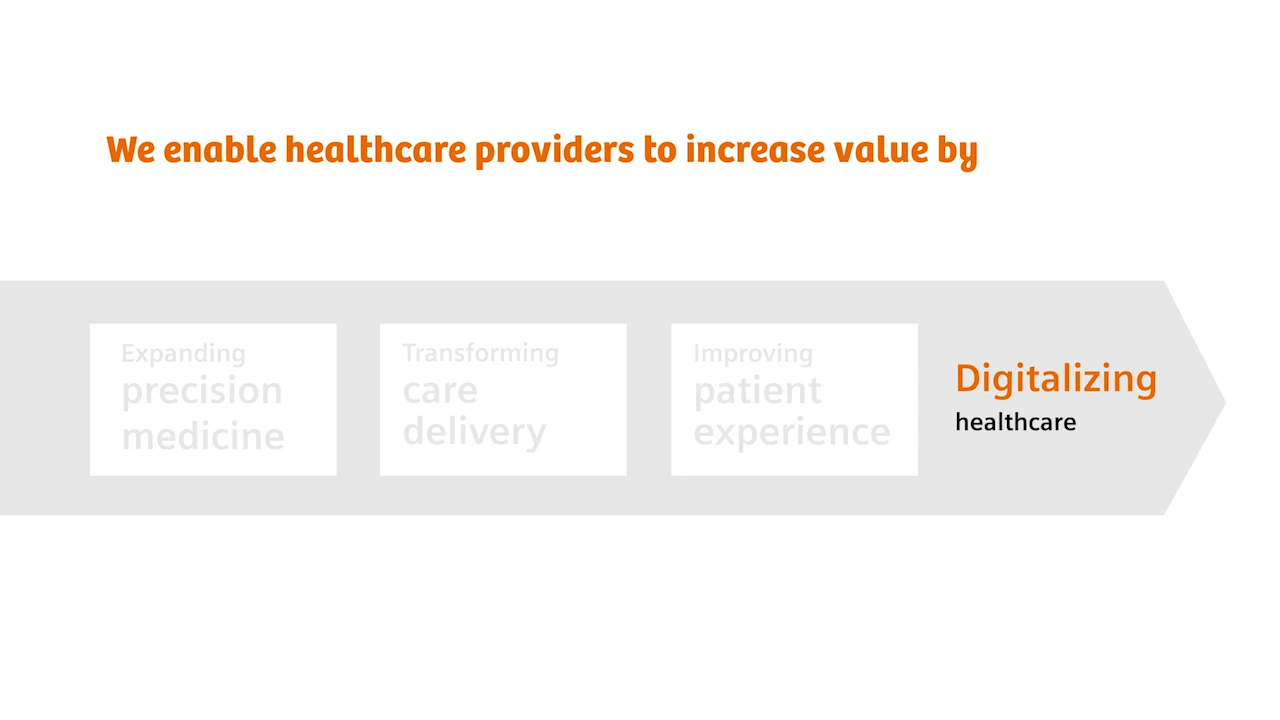 We enable healthcare providers to increase value by
Expanding
precision
medicine
Transforming
care
delivery
Improving
patient
experience
Digitalizing
healthcare